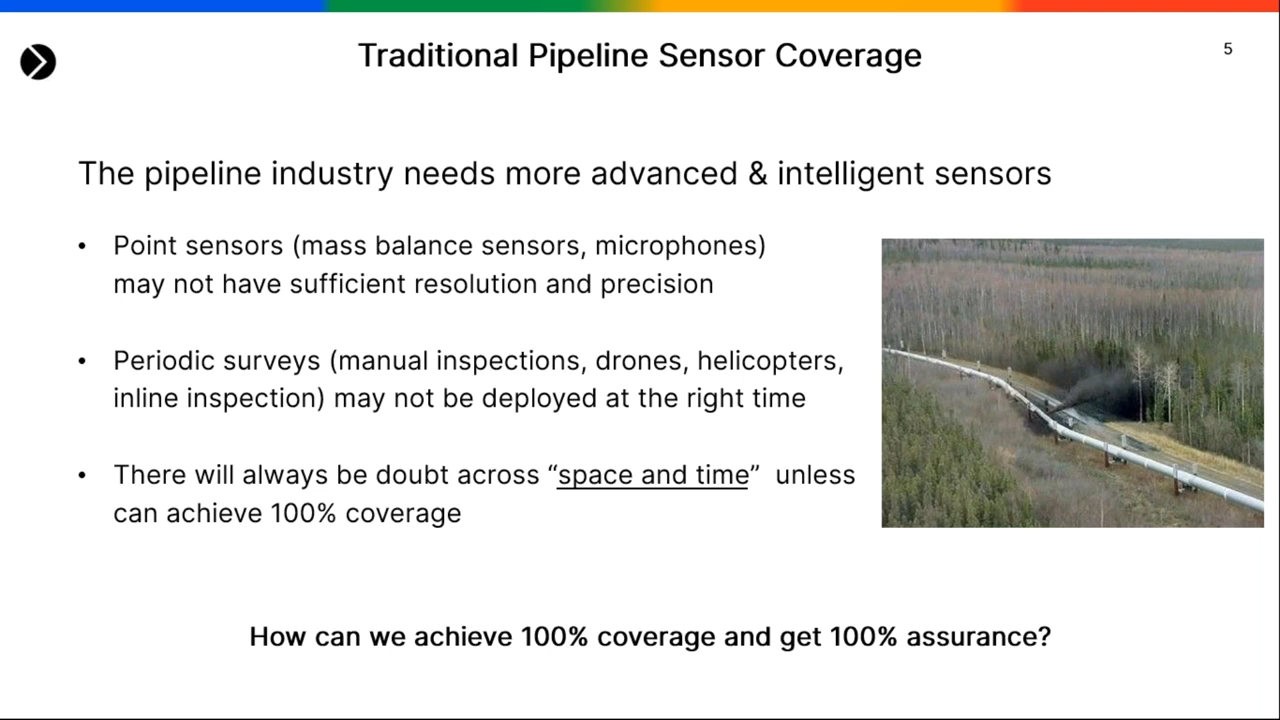 Traditional Pipeline Sensor Coverage
5
The pipeline industry needs more advanced & intelligent sensors
• Point sensors (mass balance sensors, microphones)
may not have sufficient resolution and precision
• Periodic surveys (manual inspections, drones, helicopters,
inline inspection) may not be deployed at the right time
• There will always be doubt across “space and time”  unless
can achieve 100% coverage
How can we achieve 100% coverage and get 100% assurance?